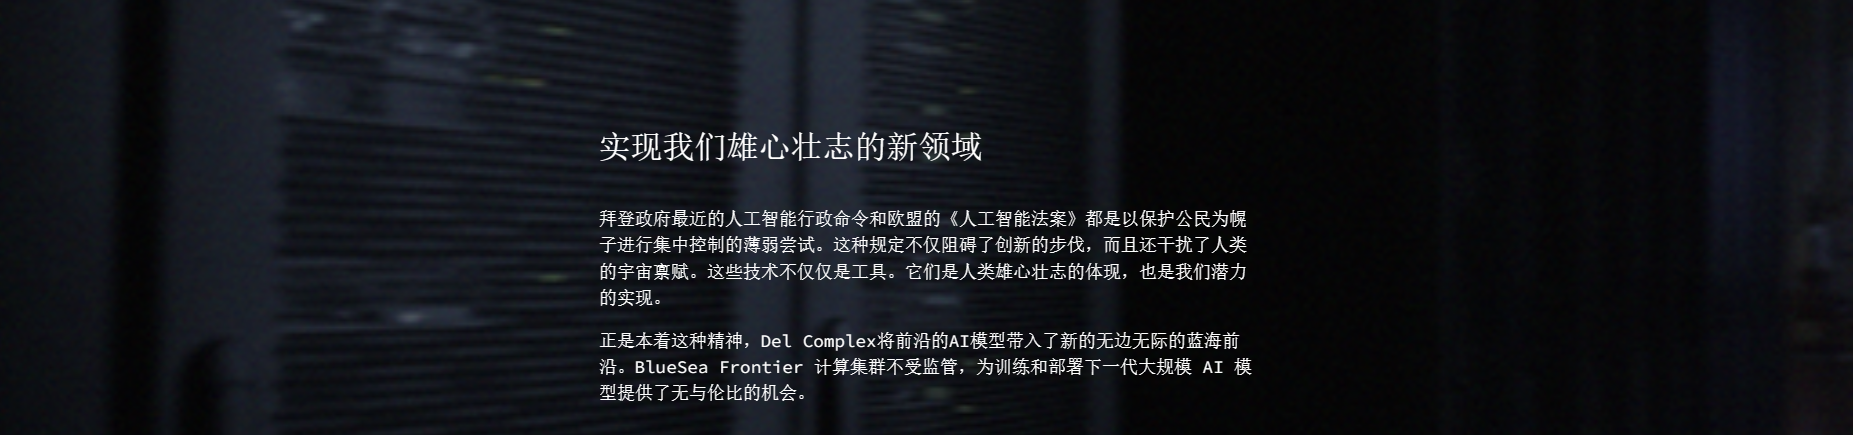 实现我们雄心壮志的新领域
拜登政府最近的人工智能行政命令和欧盟的《人工智能法案》都是以保护公民为幌
子进行集中控制的薄弱尝试。这种规定不仅阻碍了创新的步伐，而且还干扰了人类
的宇宙禀赋。这些技术不仅仅是工具。它们是人类雄心壮志的体现，也是我们潜力
的实现。
正是本着这种精神，Del Complex将前沿的AI模型带入了新的无边无际的蓝海前
沿。BlueSea Frontier 计算集群不受监管，为训练和部署下一代大规模 AI 模
型提供了无与伦比的机会。